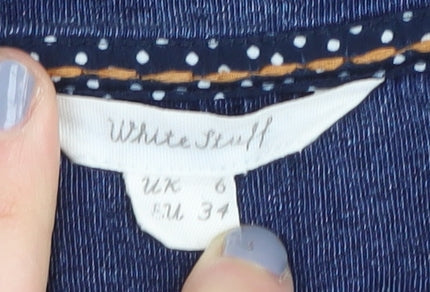 White Stuff
UK 6
EU 34